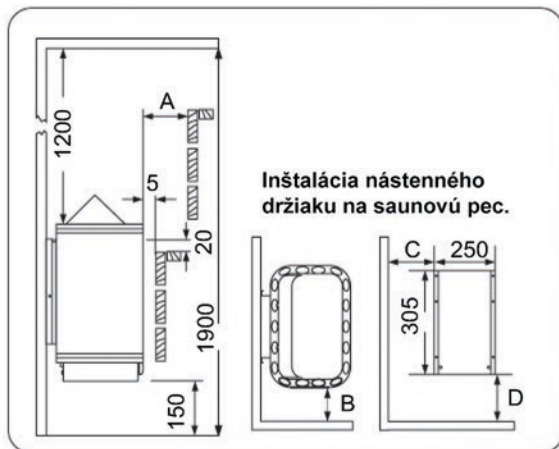 1200
A
5
20
1900
150
Inštalácia nástenného
držiaku na saunovú pec.
B
C
250
305
D